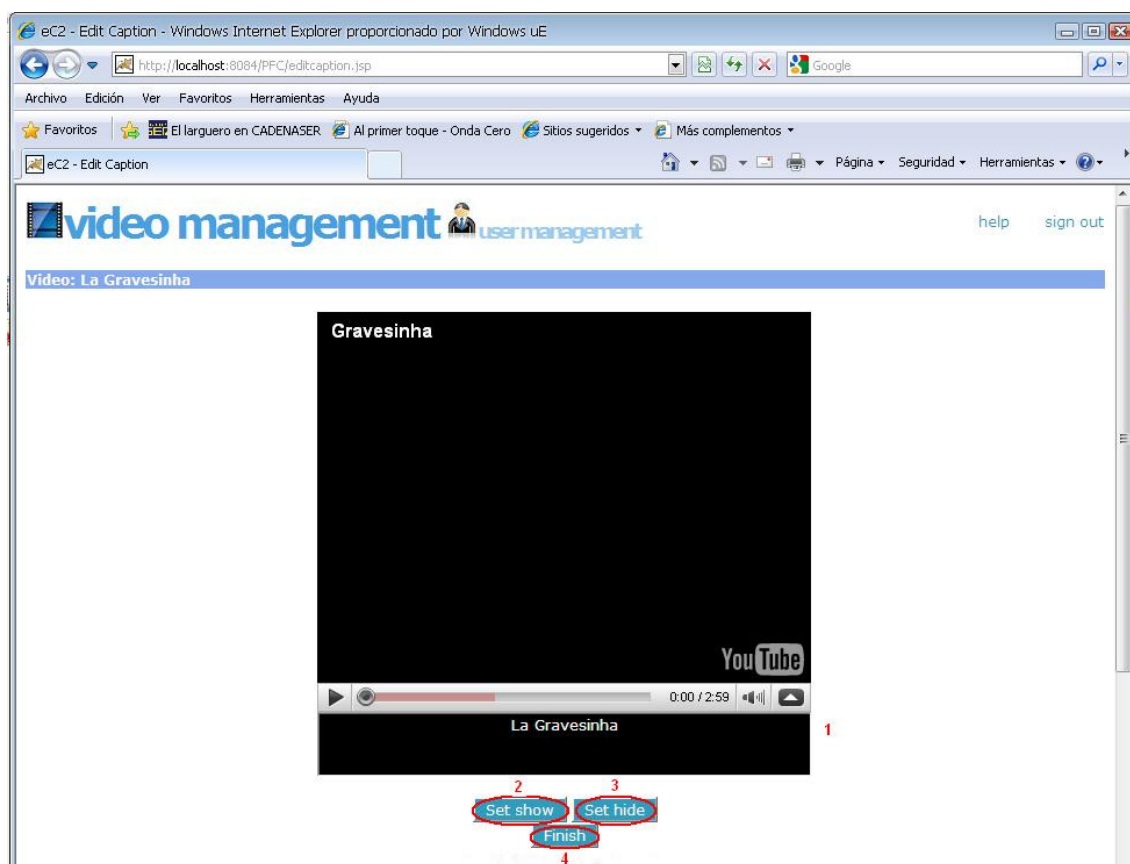 eC2 - Edit Caption - Windows Internet Explorer proporcionado por Windows uE
http://localhost:8084/PFC/editcaption.jsp Google
Archivo Edición Ver Favoritos Herramientas Ayuda
Favoritos El larguero en CADENASER Al primer toque - Onda Cero Sitios sugeridos Más complementos
eC2 - Edit Caption Página Seguridad Herramientas
video management user management help sign out
Video: La Gravesinha
Gravesinha
YouTube
0:00 / 2:59
La Gravesinha 1
2 3
Set show Set hide
Finish
4